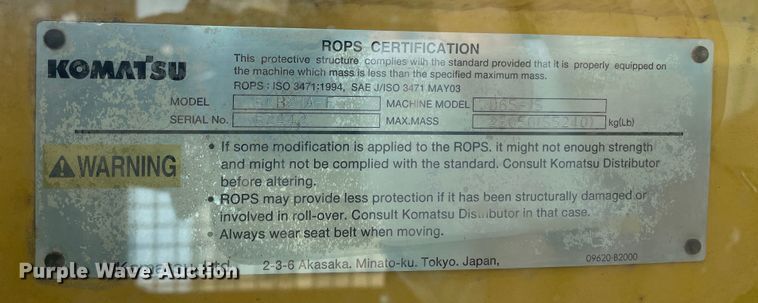 KOMATSU
ROPS CERTIFICATION
This protective structure complies with the standard provided that it is properly equipped on
the machine which mass is less than the specified maximum mass.
ROPS : ISO 3471:1994, SAE J/ISO 3471 MAY03
MODEL MACHINE MODEL
SERIAL No. MAX.MASS kg(Lb)
WARNING
• If some modification is applied to the ROPS. it might not enough strength
and might not be complied with the standard. Consult Komatsu Distributor
before altering.
• ROPS may provide less protection if it has been structurally damaged or
involved in roll-over. Consult Komatsu Distributor in that case.
• Always wear seat belt when moving.
Komatsu Ltd. 2-3-6 Akasaka. Minato-ku. Tokyo. Japan,
09620-B2000
Purple Wave Auction